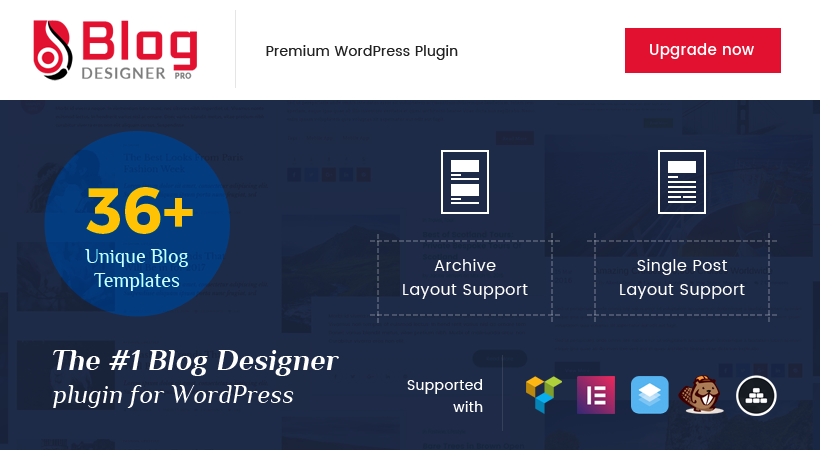 Blog
DESIGNER PRO
Premium WordPress Plugin
Upgrade now
36+
Unique Blog
Templates
Archive
Layout Support
Single Post
Layout Support
The #1 Blog Designer
plugin for WordPress
Supported
with